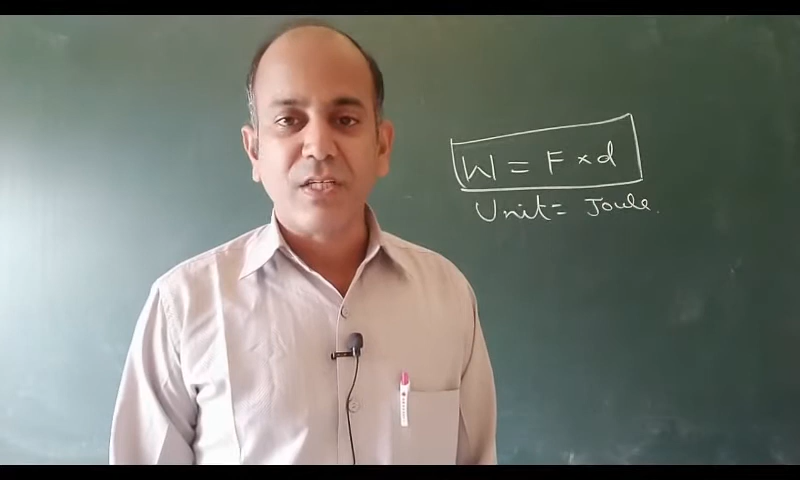 W = F × d
Unit = Joule.